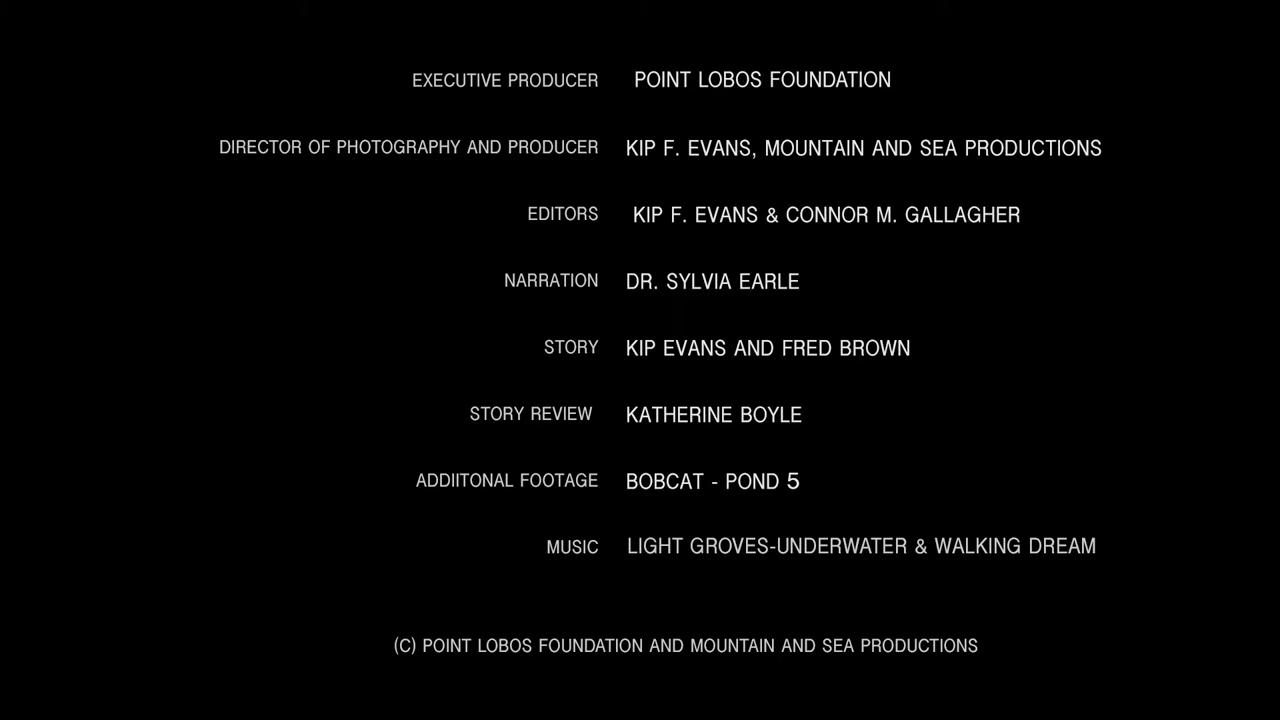 EXECUTIVE PRODUCER POINT LOBOS FOUNDATION
DIRECTOR OF PHOTOGRAPHY AND PRODUCER KIP F. EVANS, MOUNTAIN AND SEA PRODUCTIONS
EDITORS KIP F. EVANS & CONNOR M. GALLAGHER
NARRATION DR. SYLVIA EARLE
STORY KIP EVANS AND FRED BROWN
STORY REVIEW KATHERINE BOYLE
ADDIITONAL FOOTAGE BOBCAT - POND 5
MUSIC LIGHT GROVES-UNDERWATER & WALKING DREAM
(C) POINT LOBOS FOUNDATION AND MOUNTAIN AND SEA PRODUCTIONS